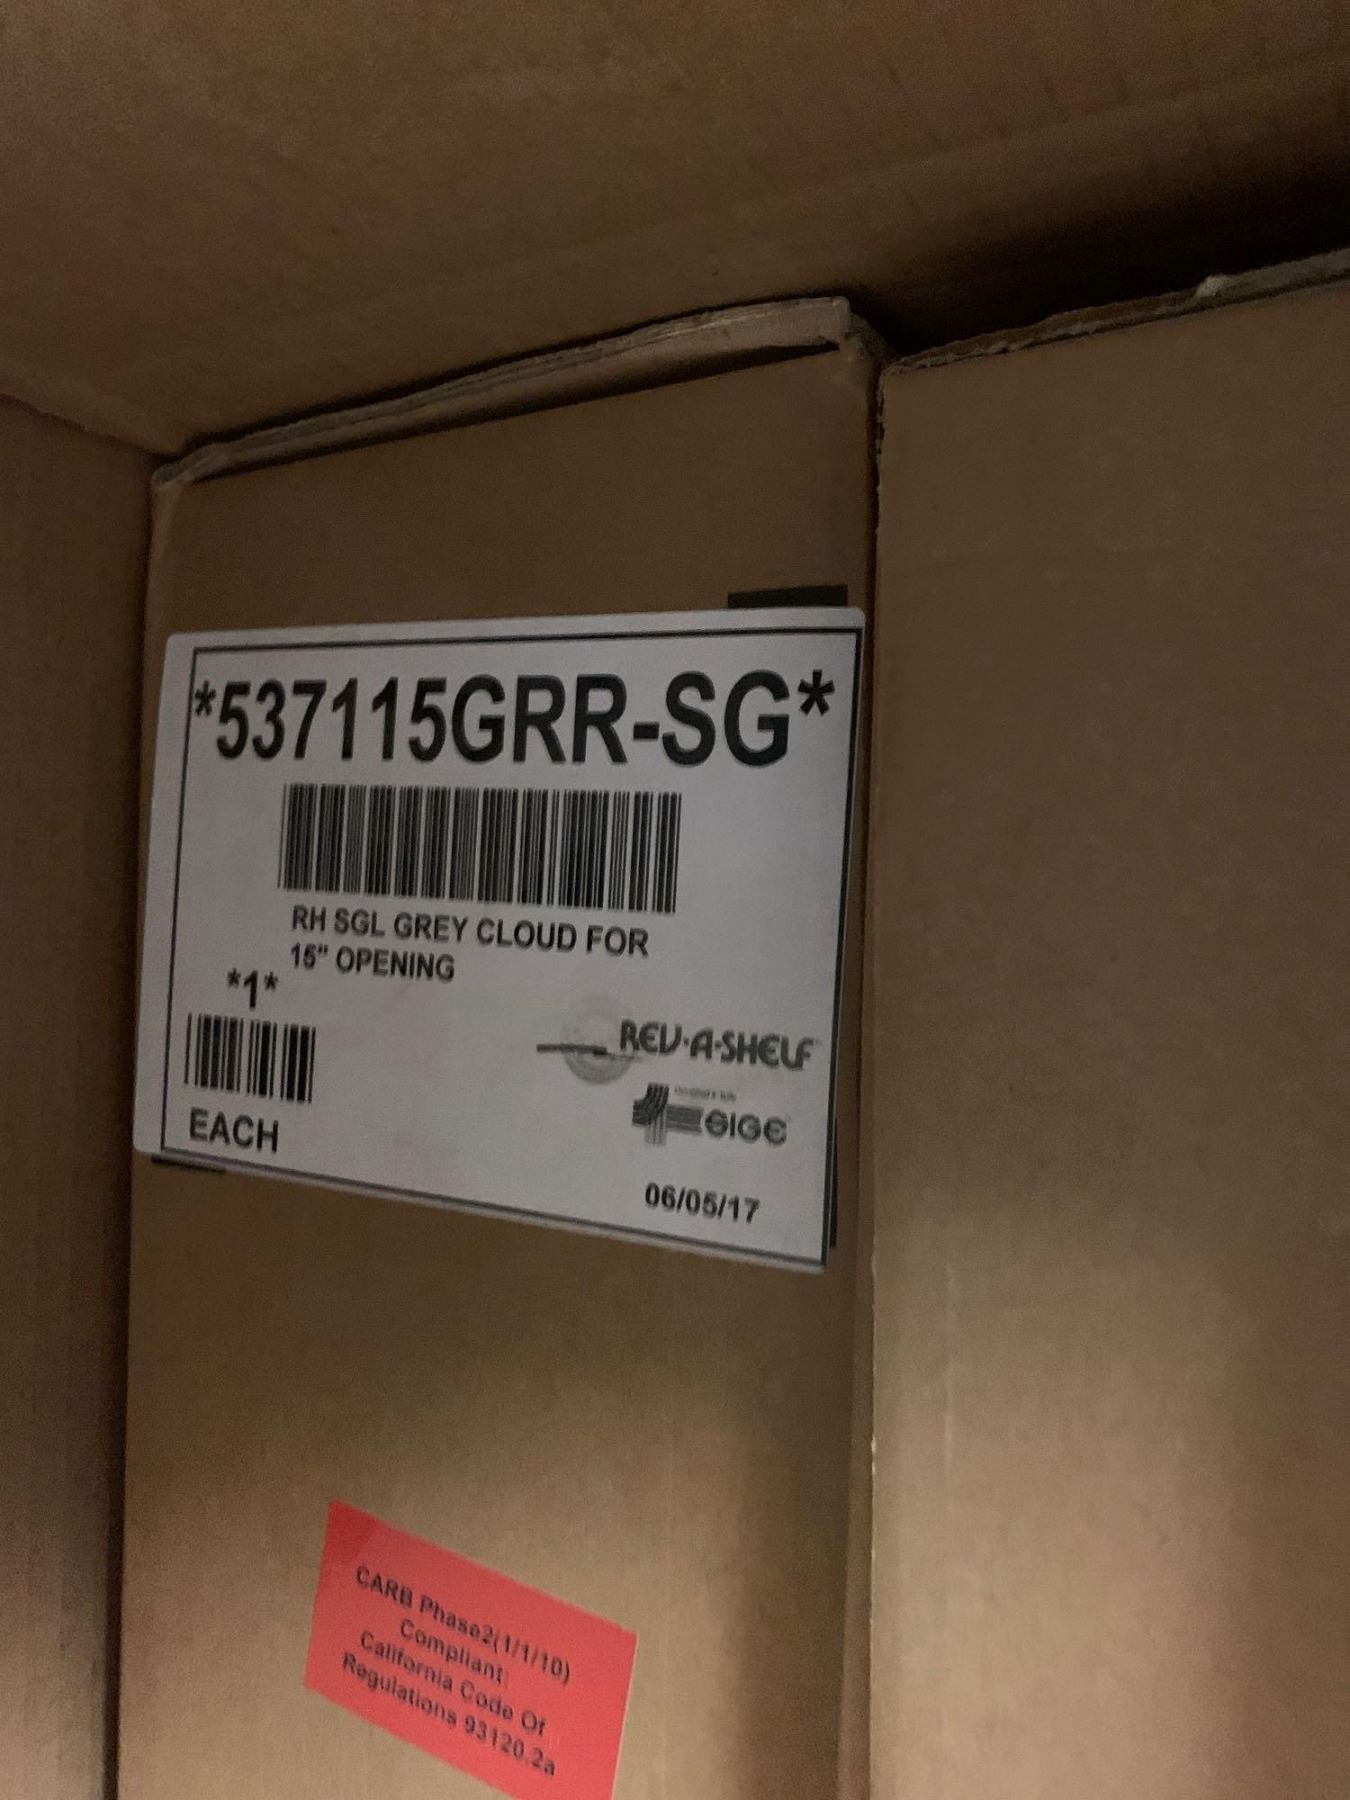 *537115GRR-SG*
RH SGL GREY CLOUD FOR
15" OPENING
*1*
EACH
REV-A-SHELF
SIGE
06/05/17
CARB Phase2(1/1/10)
Compliant
California Code Of
Regulations 93120.2a